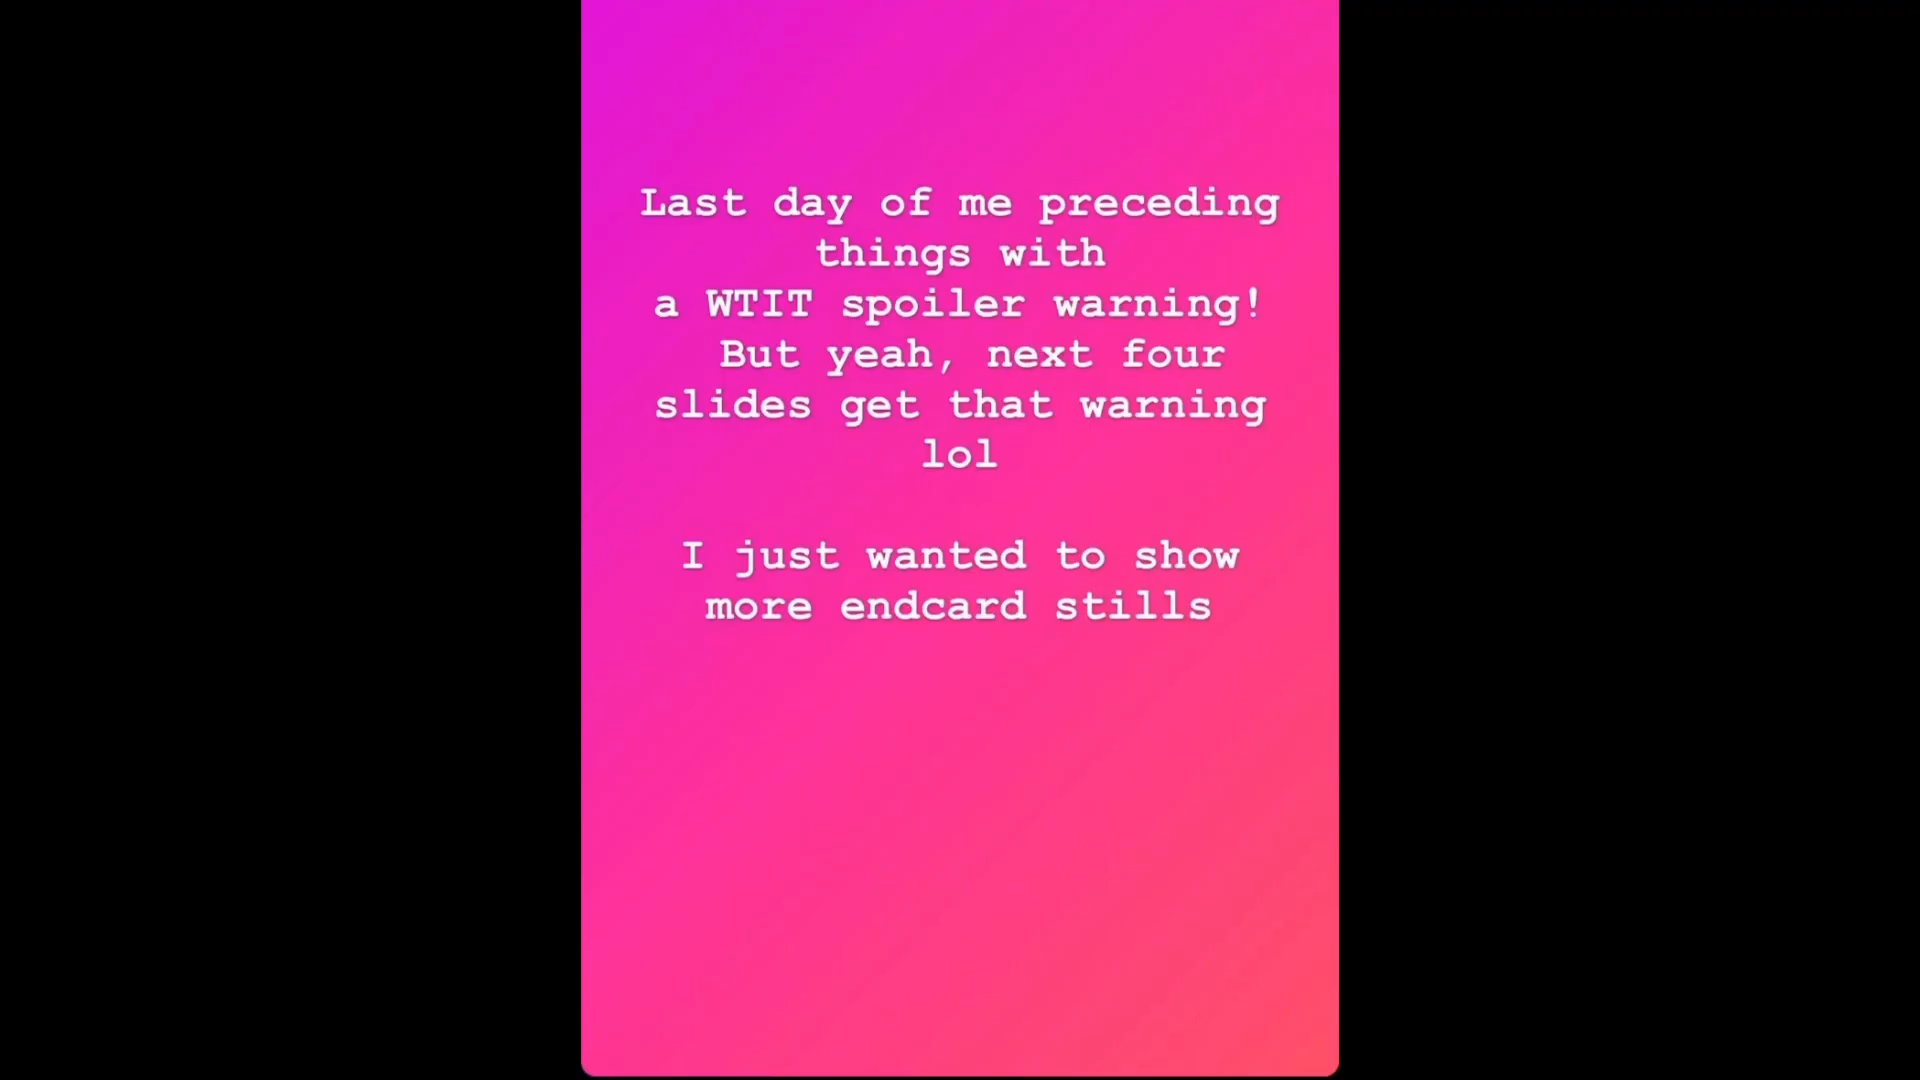 Last day of me preceding
things with
a WTIT spoiler warning!
But yeah, next four
slides get that warning
lol
I just wanted to show
more endcard stills